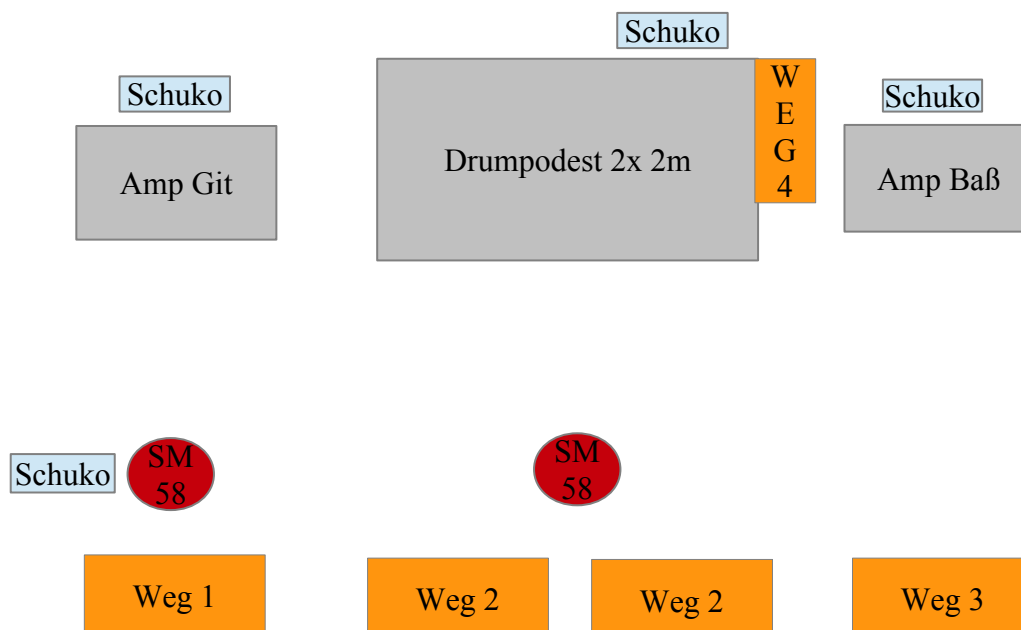 Schuko
Schuko
W
E
G
4
Schuko
Amp Git
Drumpodest 2x 2m
Amp Baß
Schuko
SM
58
SM
58
Weg 1
Weg 2
Weg 2
Weg 3